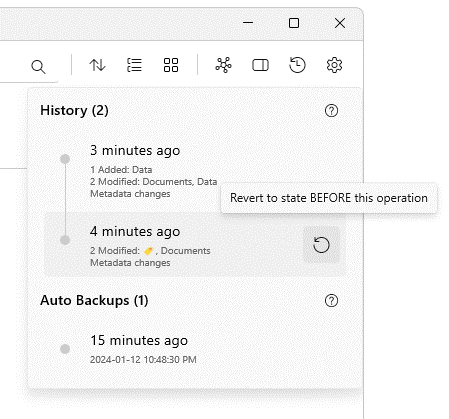 History (2)
3 minutes ago
1 Added: Data
2 Modified: Documents, Data
Metadata changes
Revert to state BEFORE this operation
4 minutes ago
2 Modified: 🌮, Documents
Metadata changes
Auto Backups (1)
15 minutes ago
2024-01-12 10:48:30 PM